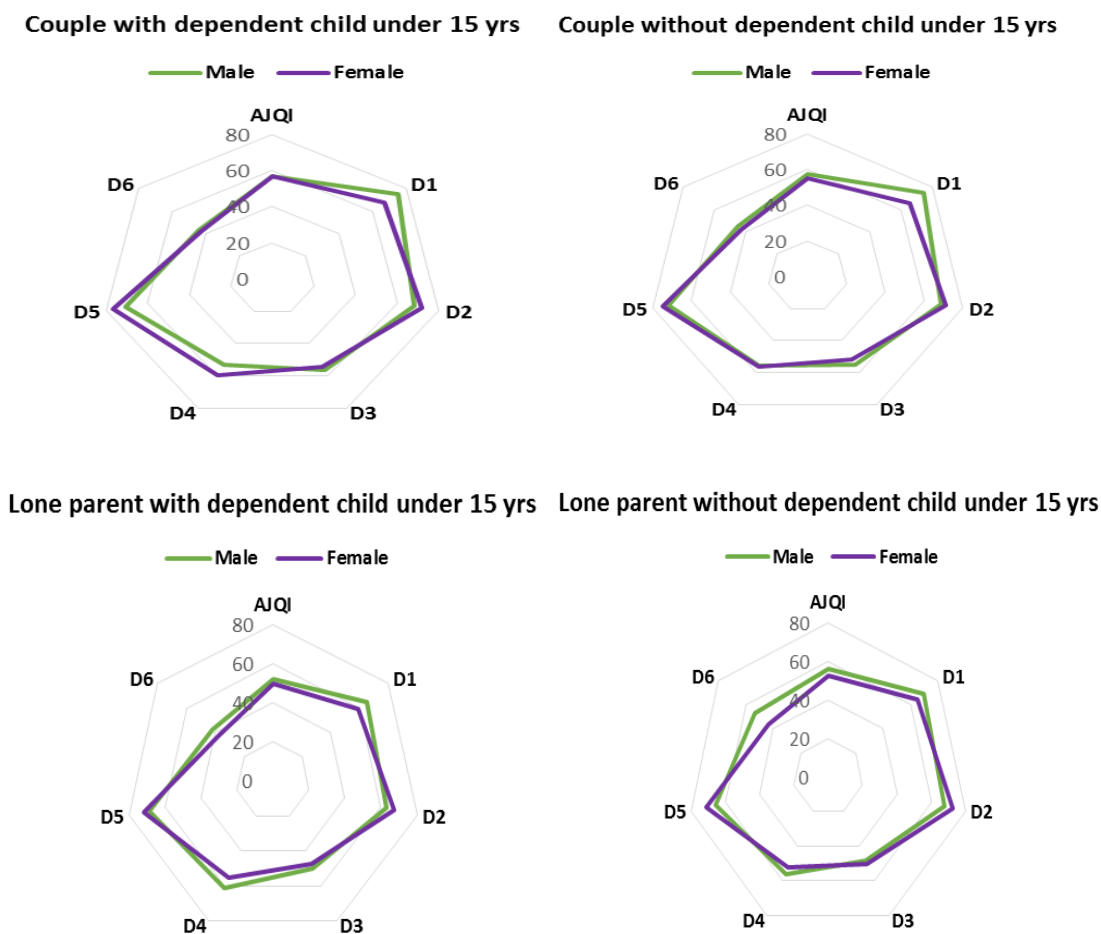 Couple with dependent child under 15 yrs
Male Female
AJQI
80
60
40
20
0
D1
D2
D3
D4
D5
D6
Couple without dependent child under 15 yrs
Male Female
AJQI
80
60
40
20
0
D1
D2
D3
D4
D5
D6
Lone parent with dependent child under 15 yrs
Male Female
AJQI
80
60
40
20
0
D1
D2
D3
D4
D5
D6
Lone parent without dependent child under 15 yrs
Male Female
AJQI
80
60
40
20
0
D1
D2
D3
D4
D5
D6